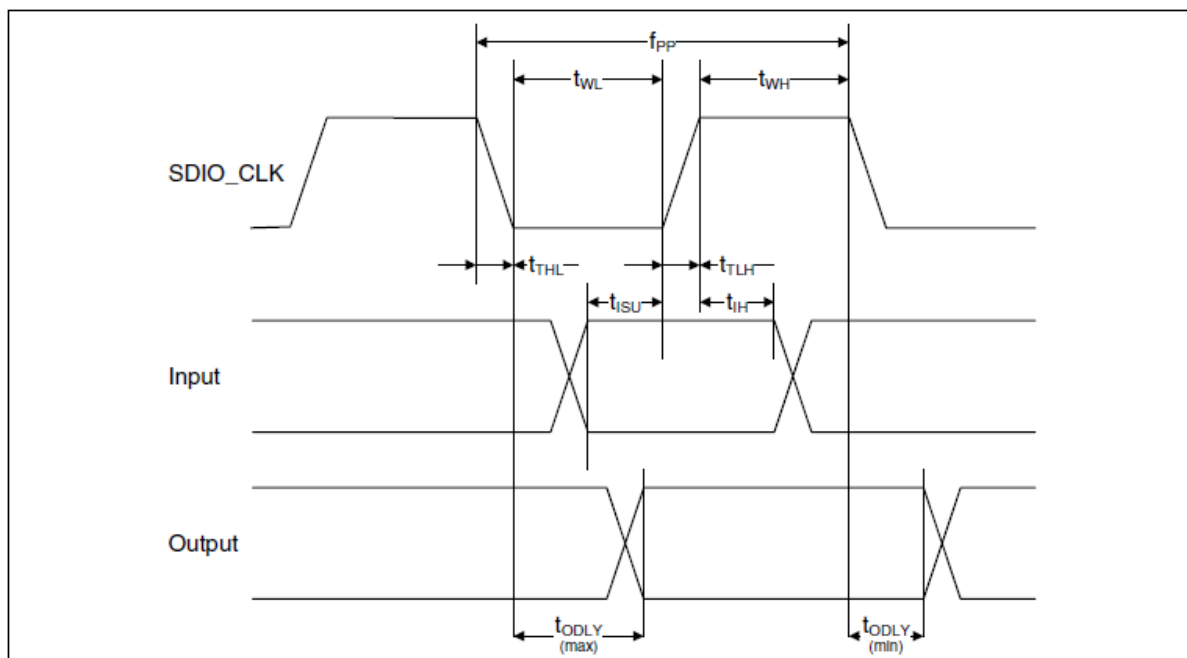 fPP
tWL
tWH
SDIO_CLK
tTHL
tTLH
tISU
tIH
Input
Output
tODLY
(max)
tODLY
(min)